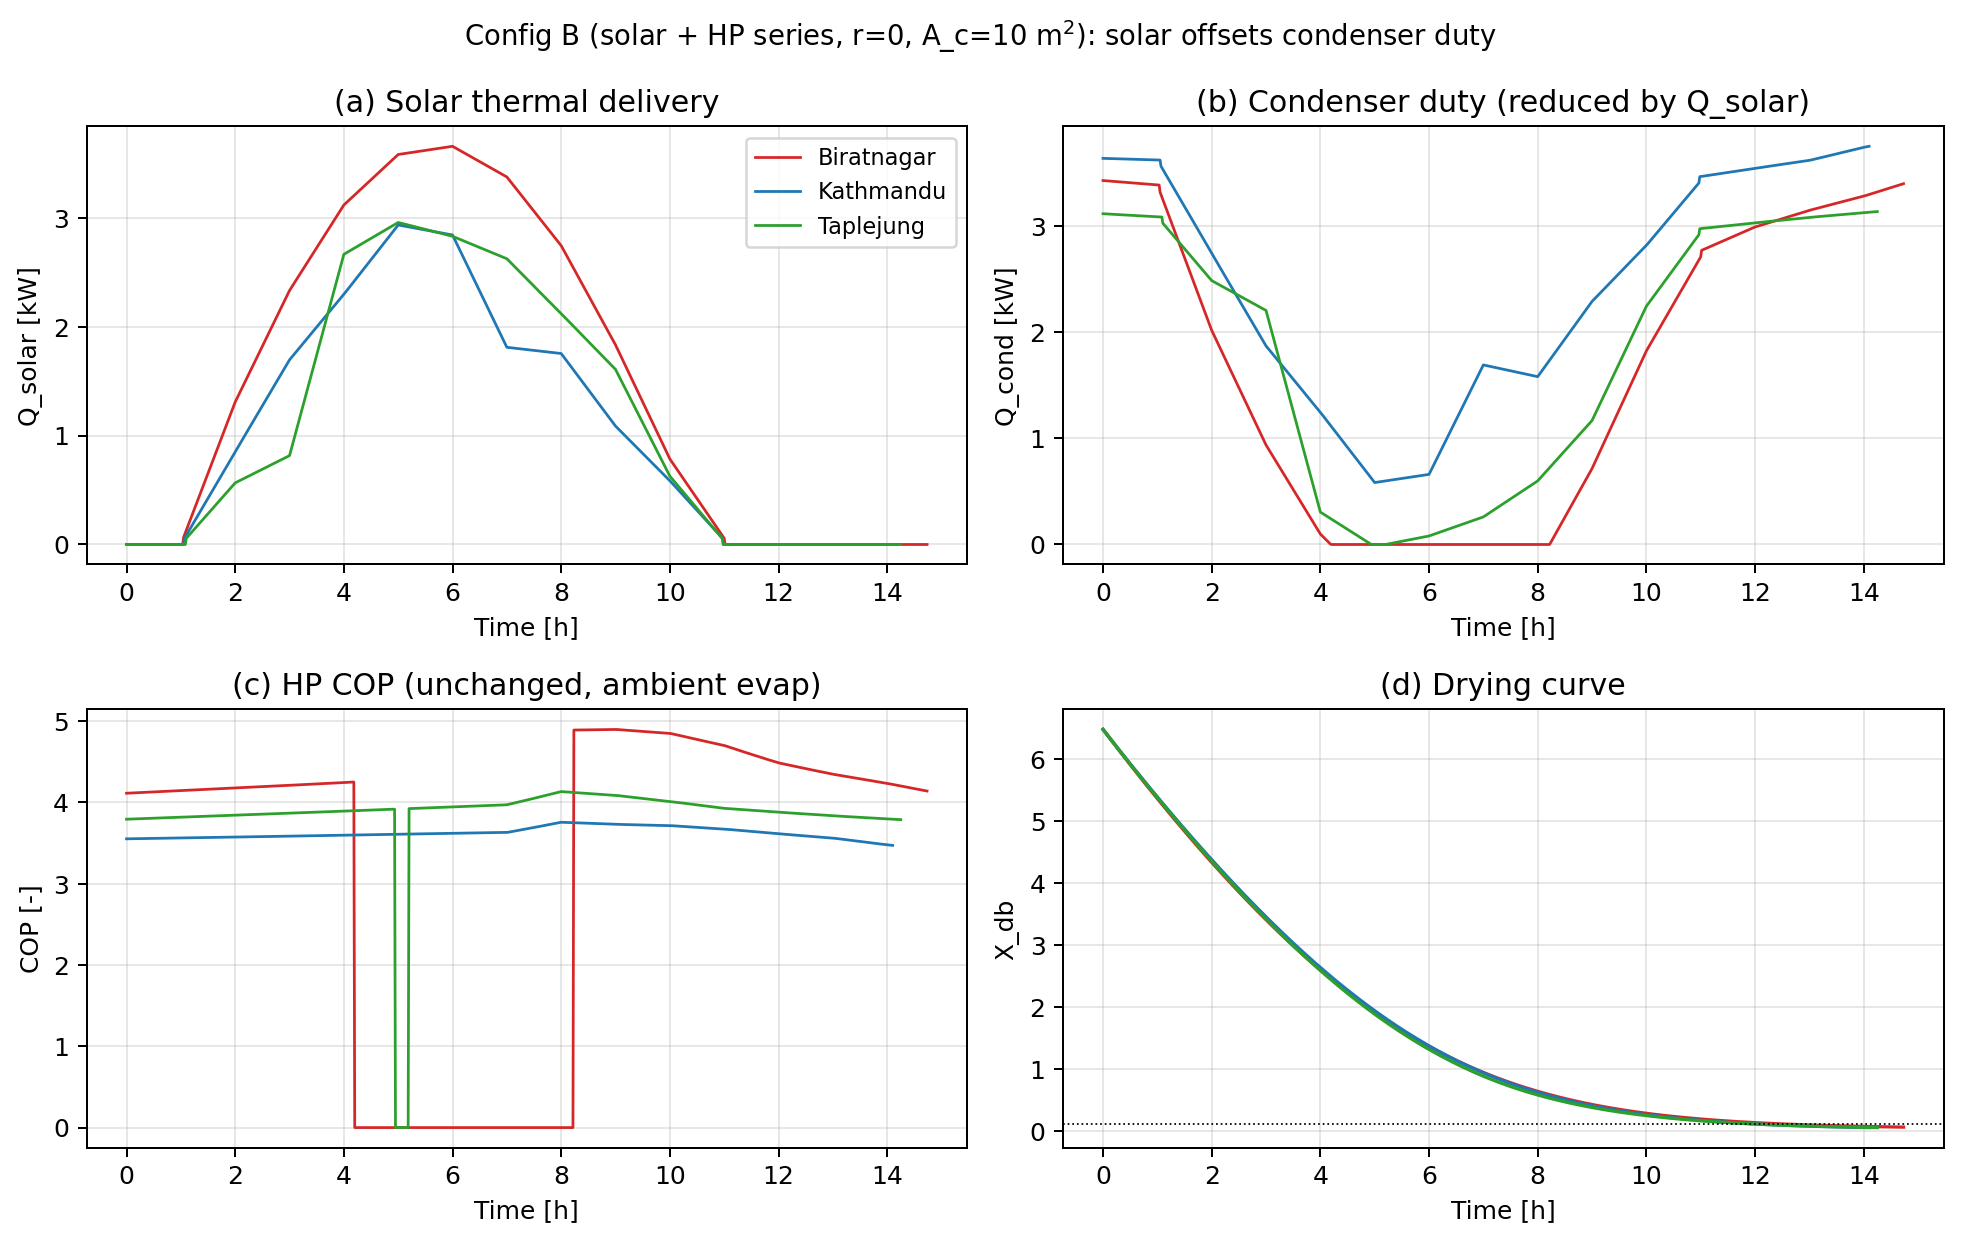 Config B (solar + HP series, r=0, A_c=10 m²): solar offsets condenser duty
(a) Solar thermal delivery
Q_solar [kW]
3
2
1
0
Biratnagar
Kathmandu
Taplejung
0 2 4 6 8 10 12 14
Time [h]
(b) Condenser duty (reduced by Q_solar)
Q_cond [kW]
3
2
1
0
0 2 4 6 8 10 12 14
Time [h]
(c) HP COP (unchanged, ambient evap)
COP [-]
5
4
3
2
1
0
0 2 4 6 8 10 12 14
Time [h]
(d) Drying curve
X_db
6
5
4
3
2
1
0
0 2 4 6 8 10 12 14
Time [h]